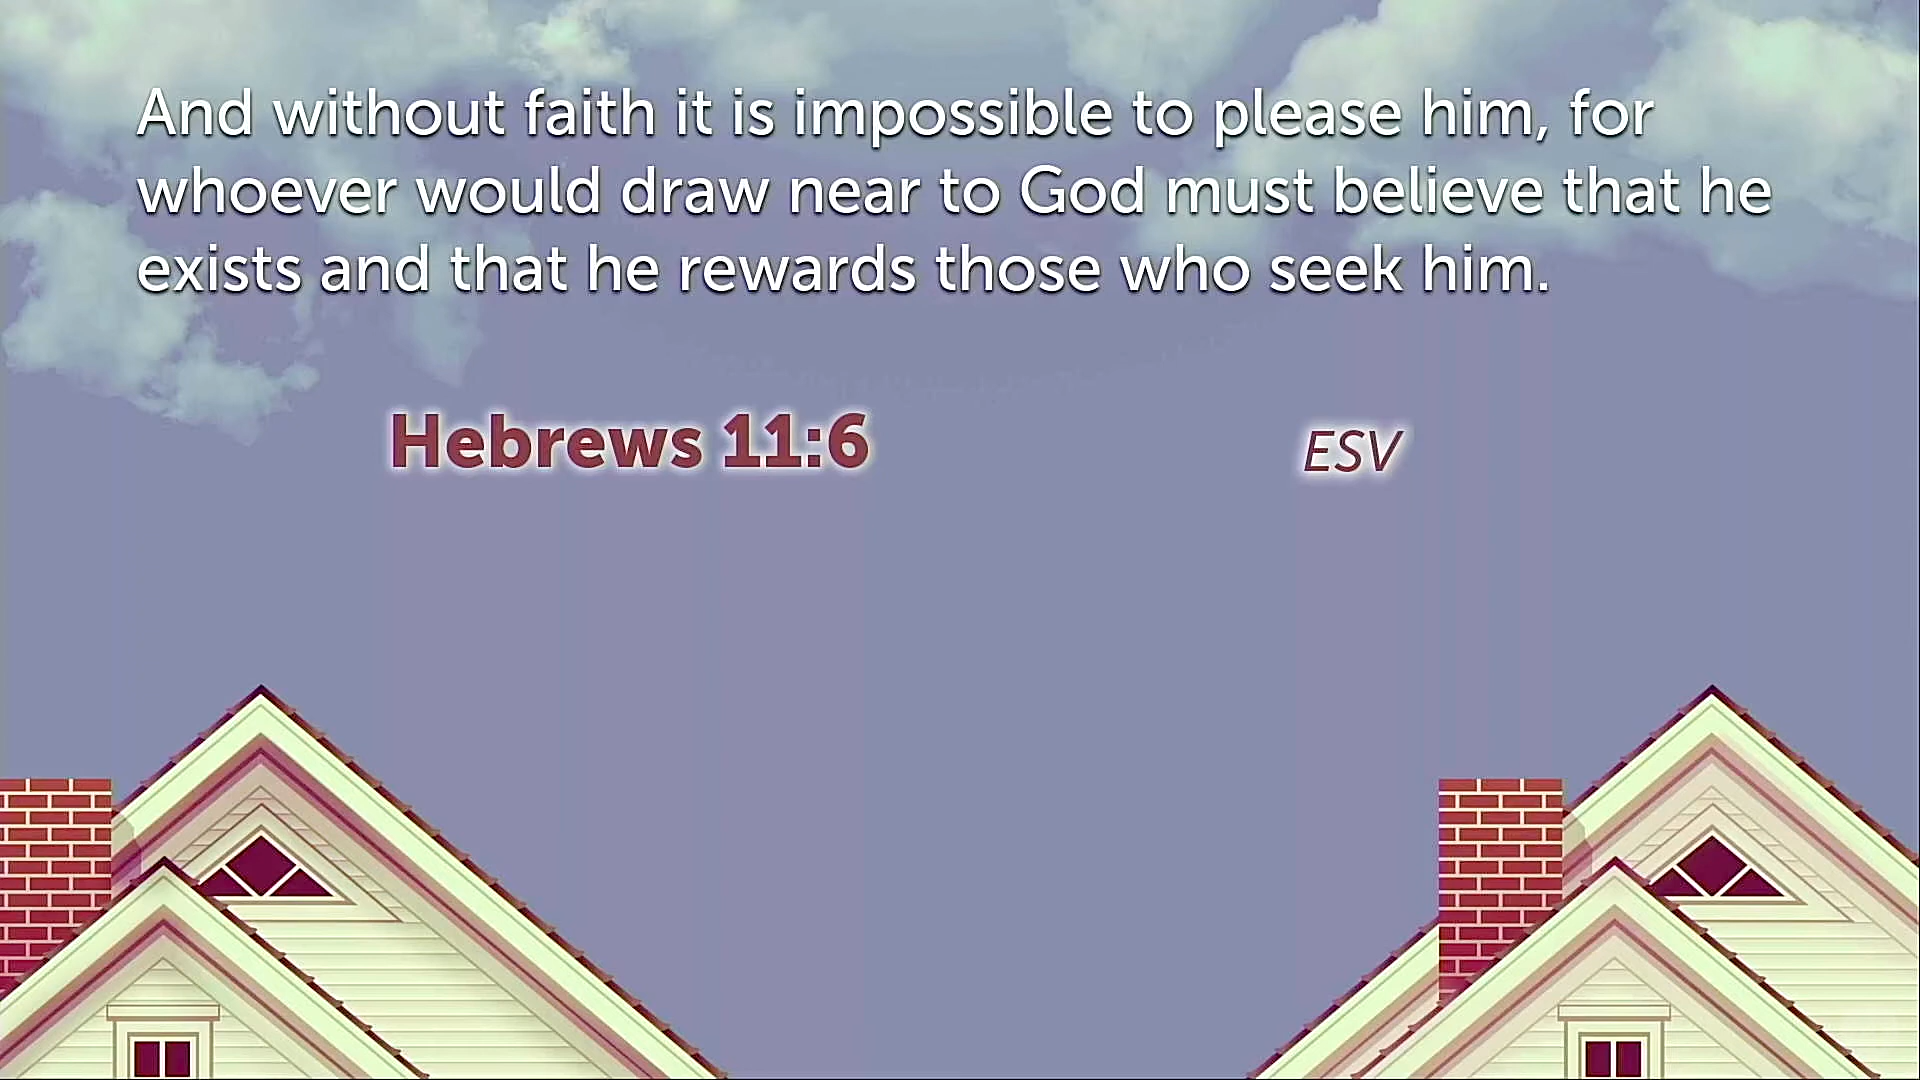 And without faith it is impossible to please him, for
whoever would draw near to God must believe that he
exists and that he rewards those who seek him.
Hebrews 11:6
ESV